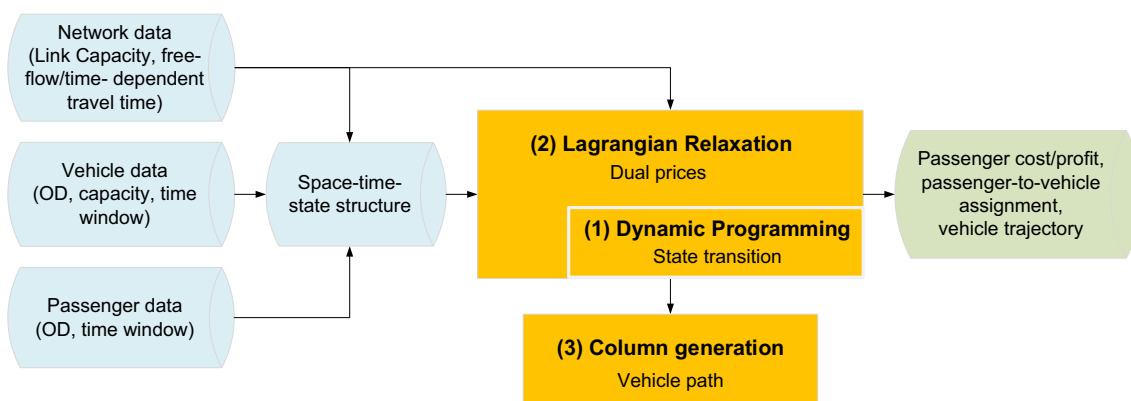 Network data
(Link Capacity, free-
flow/time- dependent
travel time)
Vehicle data
(OD, capacity, time
window)
Passenger data
(OD, time window)
Space-time-
state structure
(2) Lagrangian Relaxation
Dual prices
(1) Dynamic Programming
State transition
(3) Column generation
Vehicle path
Passenger cost/profit,
passenger-to-vehicle
assignment,
vehicle trajectory